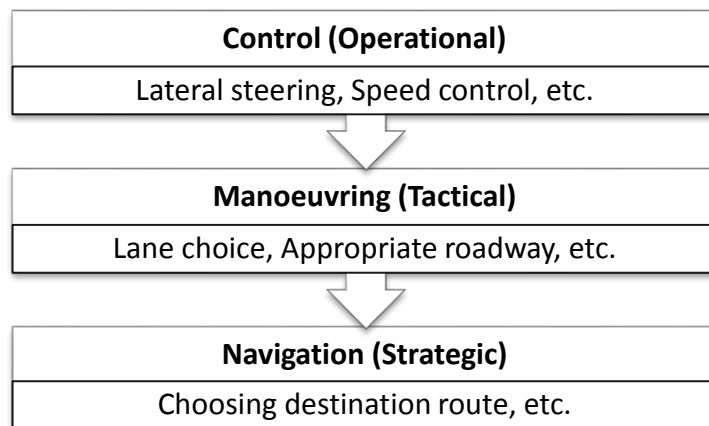 Control (Operational)
Lateral steering, Speed control, etc.
Manoeuvring (Tactical)
Lane choice, Appropriate roadway, etc.
Navigation (Strategic)
Choosing destination route, etc.